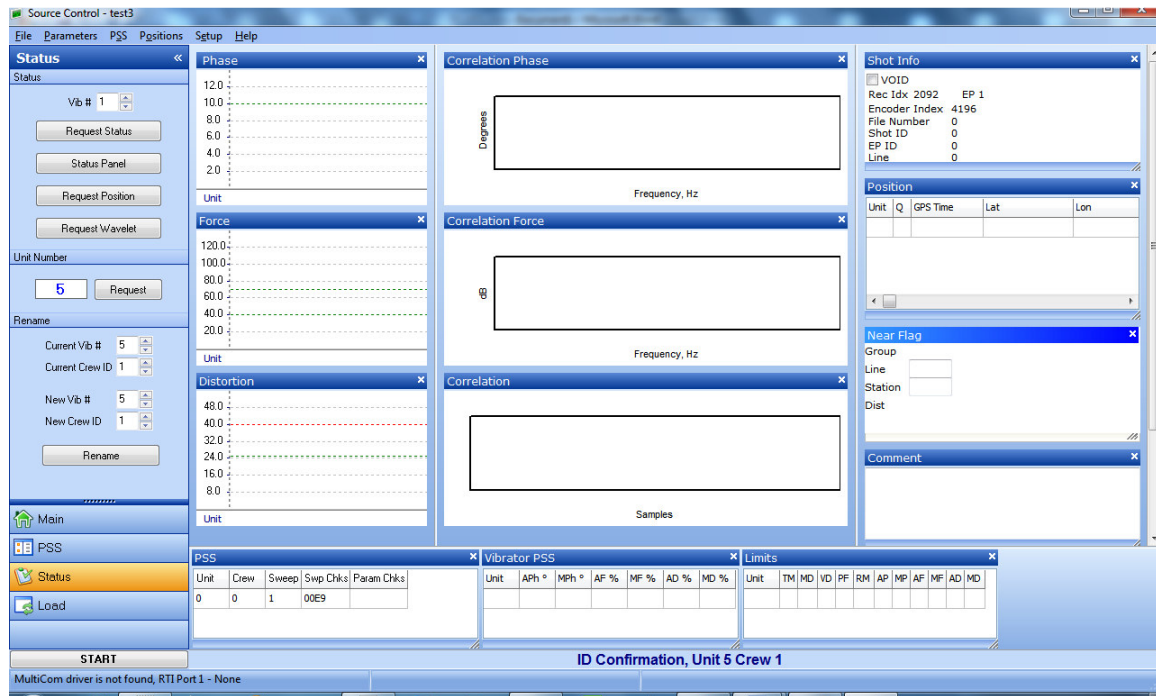 Source Control - test3
File Parameters PSS Positions Setup Help
Status «
Status
Vib # 1
Request Status
Status Panel
Request Position
Request Wavelet
Unit Number
5 Request
Rename
Current Vib # 5
Current Crew ID 1
New Vib # 5
New Crew ID 1
Rename
Main
PSS
Status
Load
START
Phase
12.0
10.0
8.0
6.0
4.0
2.0
Unit
Force
120.0
100.0
80.0
60.0
40.0
20.0
Unit
Distortion
48.0
40.0
32.0
24.0
16.0
8.0
Unit
Correlation Phase
Degrees
Frequency, Hz
Correlation Force
dB
Frequency, Hz
Correlation
Samples
Shot Info
VOID
Rec Idx 2092 EP 1
Encoder Index 4196
File Number 0
Shot ID 0
EP ID 0
Line 0
Position
Unit Q GPS Time Lat Lon
Near Flag
Group
Line
Station
Dist
Comment
PSS
Unit Crew Sweep Swp Chks Param Chks
0 0 1 00E9
Vibrator PSS
Unit APh º MPh º AF % MF % AD % MD %
Limits
Unit TM MD VD PF RM AP MP AF MF AD MD
ID Confirmation, Unit 5 Crew 1
MultiCom driver is not found, RTI Port 1 - None